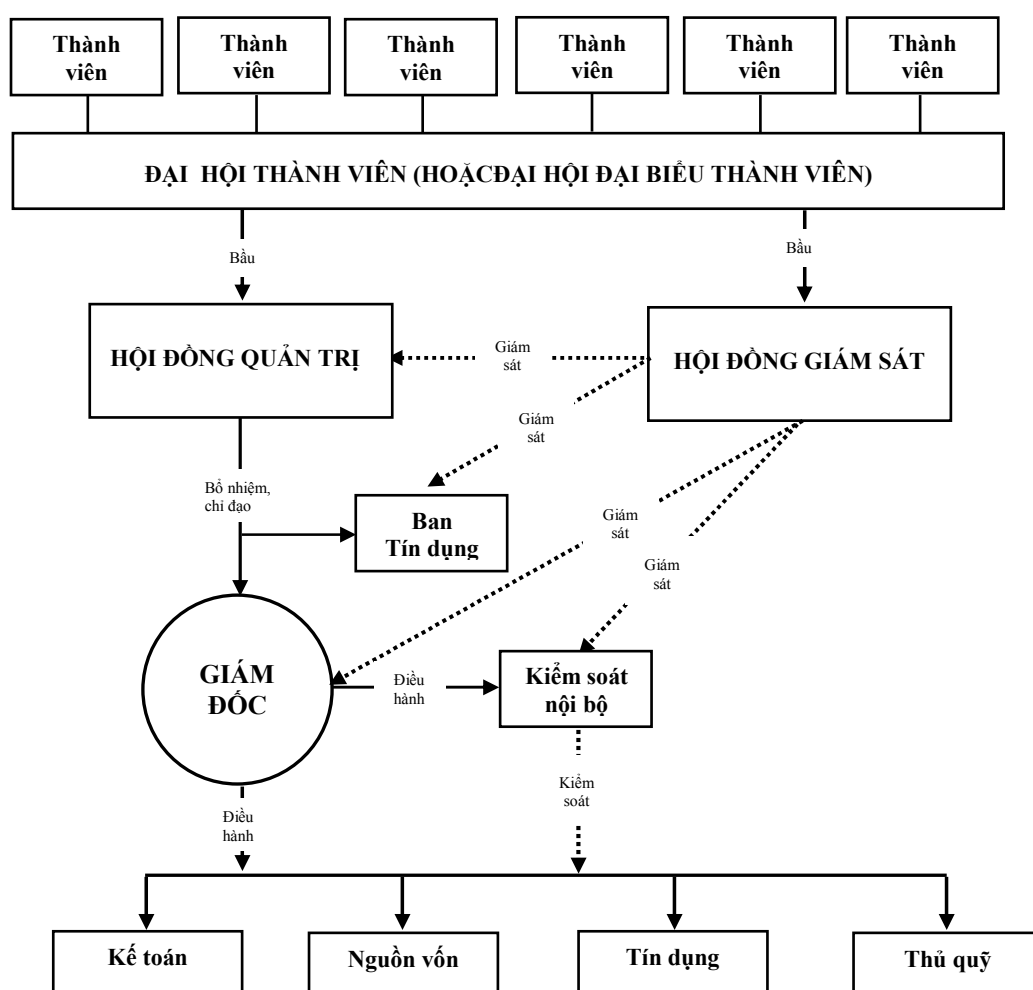 Thành
viên
Thành
viên
Thành
viên
Thành
viên
Thành
viên
Thành
viên
ĐẠI HỘI THÀNH VIÊN (HOẶCĐẠI HỘI ĐẠI BIỂU THÀNH VIÊN)
Bầu
Bầu
HỘI ĐỒNG QUẢN TRỊ
Giám
sát
HỘI ĐỒNG GIÁM SÁT
Giám
sát
Bổ nhiệm,
chỉ đạo
Ban
Tín dụng
Giám
sát
Giám
sát
GIÁM
ĐỐC
Điều
hành
Kiểm soát
nội bộ
Kiểm
soát
Điều
hành
Kế toán
Nguồn vốn
Tín dụng
Thủ quỹ